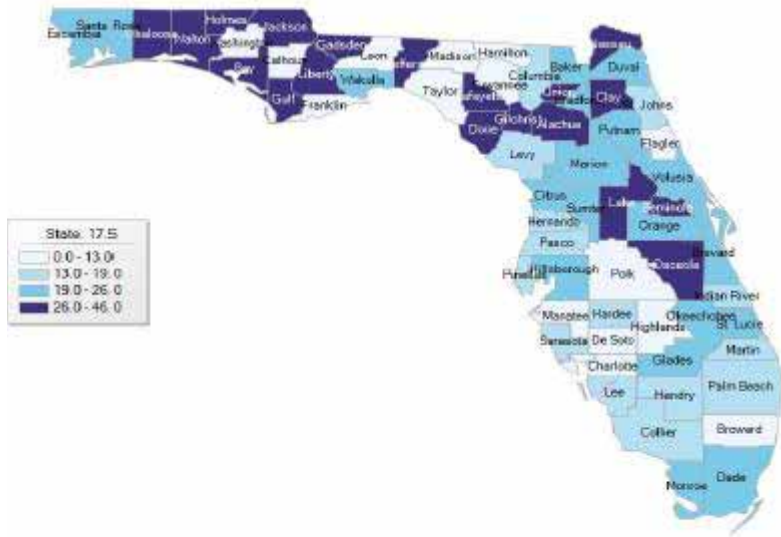 Santa Rosa
Escambia
Okaloosa
Walton
Holmes
Jackson
Washington
Bay
Calhoun
Gulf
Liberty
Gadsden
Franklin
Leon
Wakulla
Jefferson
Madison
Taylor
Hamilton
Suwannee
Lafayette
Dixie
Columbia
Gilchrist
Levy
Baker
Union
Bradford
Alachua
Nassau
Duval
Clay
St Johns
Putnam
Flagler
Marion
Volusia
Citrus
Sumter
Lake
Seminole
Orange
Hernando
Pasco
Pinellas
Hillsborough
Polk
Osceola
Brevard
Indian River
Manatee
Hardee
Highlands
Okeechobee
St. Lucie
Sarasota
De Soto
Martin
Charlotte
Glades
Lee
Hendry
Palm Beach
Collier
Broward
Monroe
Dade
State: 17.5
0.0 - 13.0
13.0 - 19.0
19.0 - 26.0
26.0 - 46.0